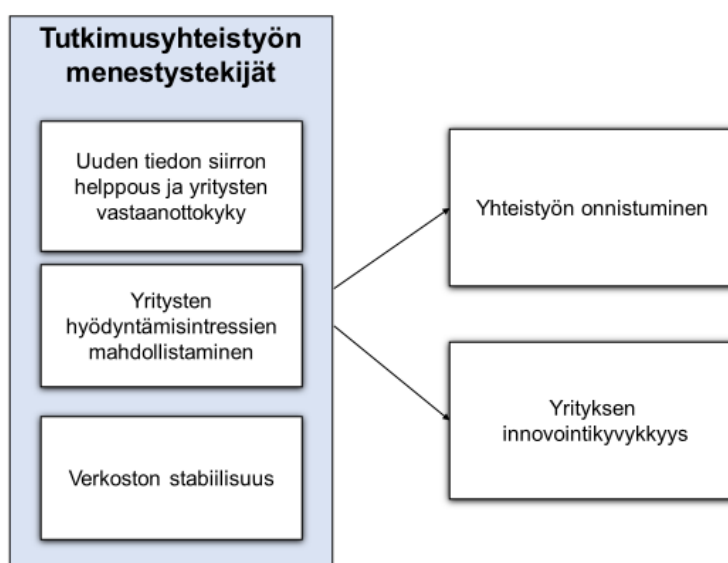 Tutkimusyhteistyön
menestystekijät
Uuden tiedon siirron
helppous ja yritysten
vastaanottokyky
Yritysten
hyödyntämisintressien
mahdollistaminen
Verkoston stabiilisuus
Yhteistyön onnistuminen
Yrityksen
innovointikyvykkyys